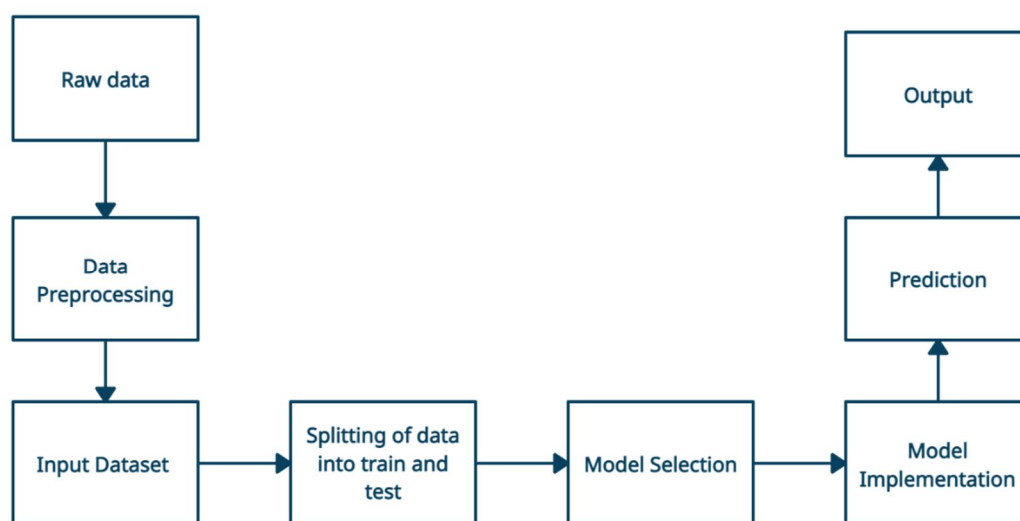 Raw data
Data
Preprocessing
Input Dataset
Splitting of data
into train and
test
Model Selection
Model
Implementation
Prediction
Output